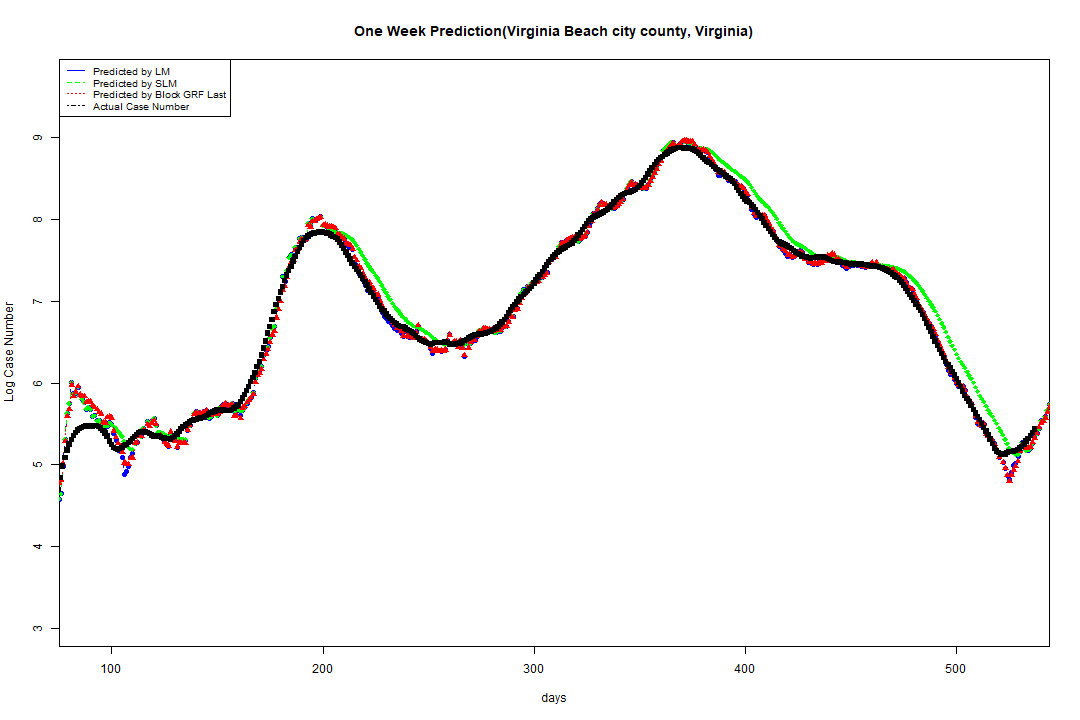 One Week Prediction(Virginia Beach city county, Virginia)
Predicted by LM
Predicted by SLM
Predicted by Block GRF Last
Actual Case Number
Log Case Number
9
8
7
6
5
4
3
100 200 300 400 500
days